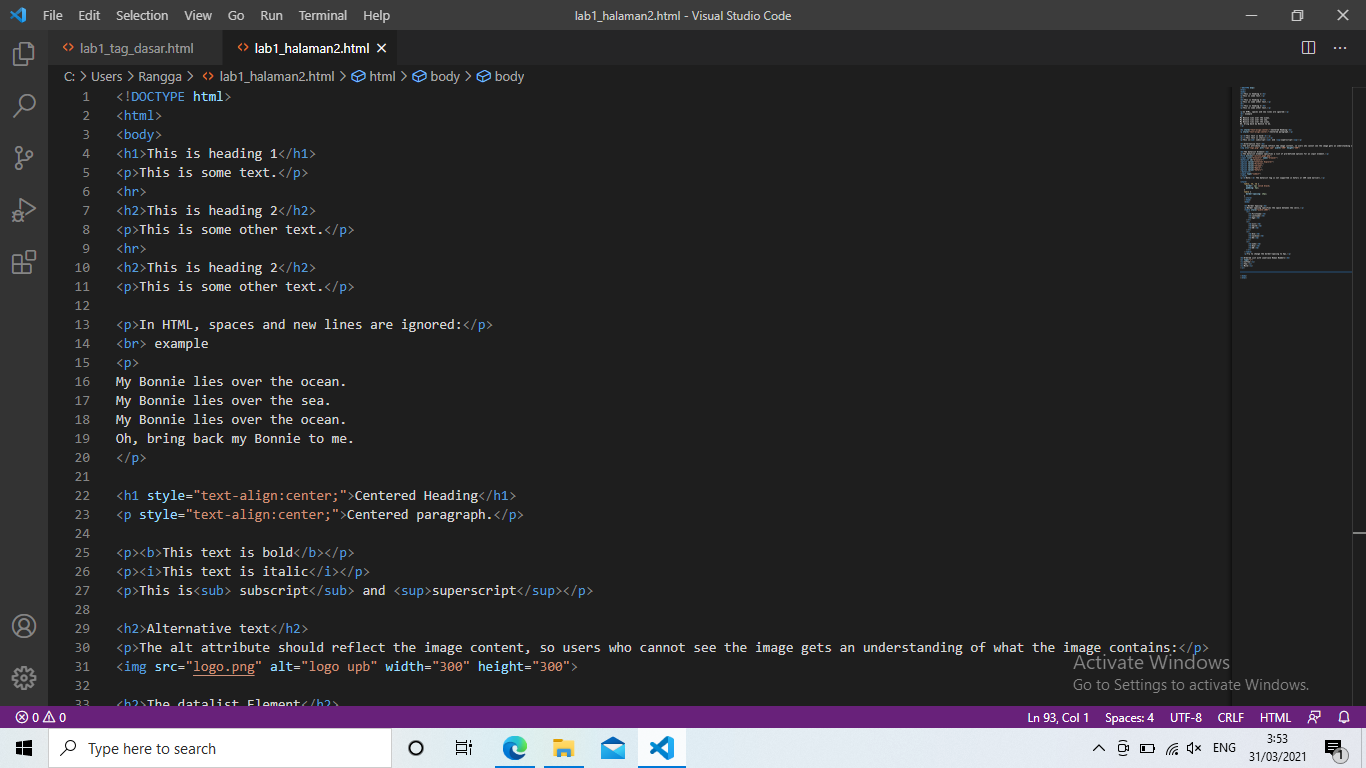 File Edit Selection View Go Run Terminal Help lab1_halaman2.html - Visual Studio Code
lab1_tag_dasar.html lab1_halaman2.html
C: > Users > Rangga > lab1_halaman2.html > html > body > body
1 <!DOCTYPE html>
2 <html>
3 <body>
4 <h1>This is heading 1</h1>
5 <p>This is some text.</p>
6 <hr>
7 <h2>This is heading 2</h2>
8 <p>This is some other text.</p>
9 <hr>
10 <h2>This is heading 2</h2>
11 <p>This is some other text.</p>
12
13 <p>In HTML, spaces and new lines are ignored:</p>
14 <br> example
15 <p>
16 My Bonnie lies over the ocean.
17 My Bonnie lies over the sea.
18 My Bonnie lies over the ocean.
19 Oh, bring back my Bonnie to me.
20 </p>
21
22 <h1 style="text-align:center;">Centered Heading</h1>
23 <p style="text-align:center;">Centered paragraph.</p>
24
25 <p><b>This text is bold</b></p>
26 <p><i>This text is italic</i></p>
27 <p>This is<sub> subscript</sub> and <sup>superscript</sup></p>
28
29 <h2>Alternative text</h2>
30 <p>The alt attribute should reflect the image content, so users who cannot see the image gets an understanding of what the image contains:</p>
31 <img src="logo.png" alt="logo upb" width="300" height="300">
32
33 <h2>The datalist Element</h2>
Activate Windows
Go to Settings to activate Windows.
0 0 Ln 93, Col 1 Spaces: 4 UTF-8 CRLF HTML
Type here to search ENG 3:53
31/03/2021 1